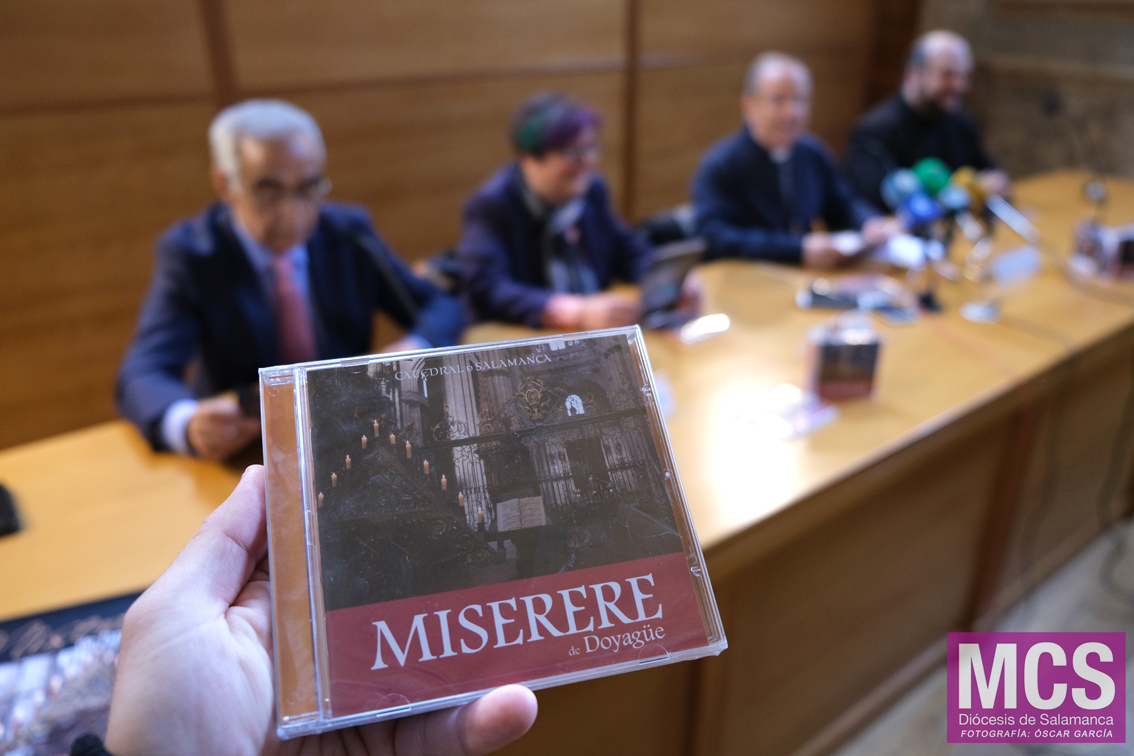 CATEDRAL DE SALAMANCA
MISERERE
de Doyagüe
MCS
Diócesis de Salamanca
FOTOGRAFÍA: ÓSCAR GARCÍA